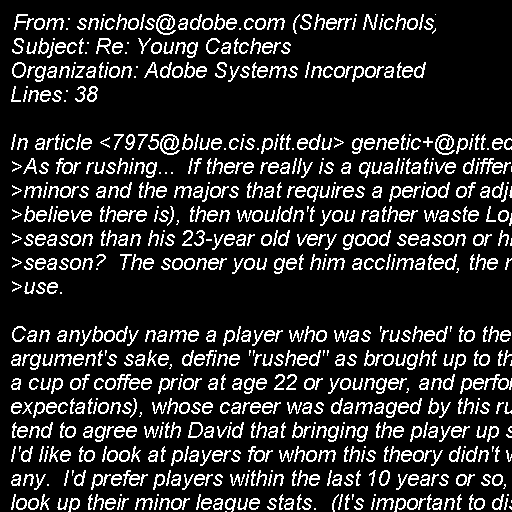 From: snichols@adobe.com (Sherri Nichols)
Subject: Re: Young Catchers
Organization: Adobe Systems Incorporated
Lines: 38

In article <7975@blue.cis.pitt.edu> genetic+@pitt.ed
>As for rushing...  If there really is a qualitative differ
>minors and the majors that requires a period of adj
>believe there is), then wouldn't you rather waste Lo
>season than his 23-year old very good season or h
>season?  The sooner you get him acclimated, the
>use.

Can anybody name a player who was 'rushed' to the
argument's sake, define "rushed" as brought up to th
a cup of coffee prior at age 22 or younger, and perfo
expectations), whose career was damaged by this ru
tend to agree with David that bringing the player up s
I'd like to look at players for whom this theory didn't
any.  I'd prefer players within the last 10 years or so,
look up their minor league stats.  (It's important to dis